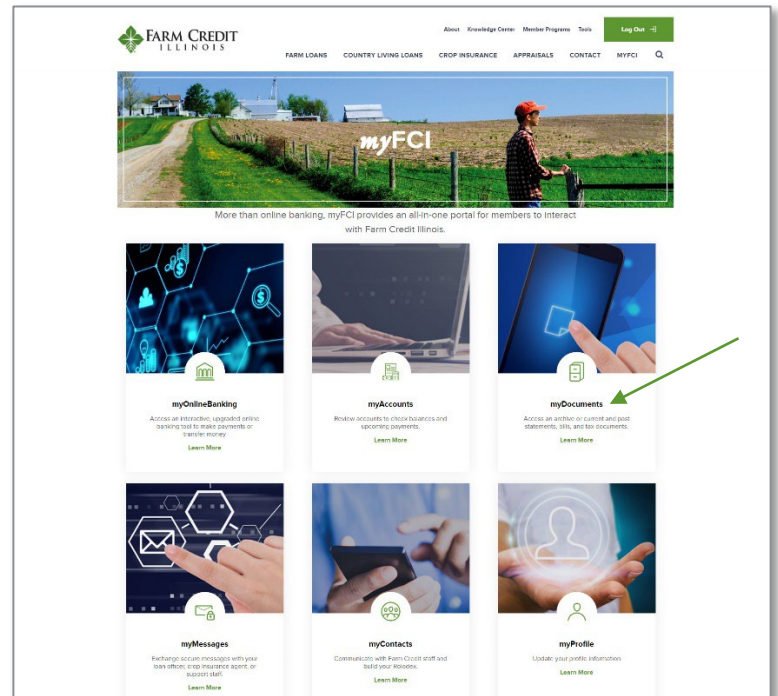 FARM CREDIT
ILLINOIS
About Knowledge Center Member Programs Tools Log Out
FARM LOANS COUNTRY LIVING LOANS CROP INSURANCE APPRAISALS CONTACT MYFCI
myFCI
More than online banking, myFCI provides an all-in-one portal for members to interact
with Farm Credit Illinois.
myOnlineBanking
Access an interactive, upgraded online
banking tool to make payments or
transfer money
Learn More
myAccounts
Review accounts to check balances and
upcoming payments.
Learn More
myDocuments
Access an archive or current and past
statements, bills, and tax documents.
Learn More
myMessages
Exchange secure messages with your
loan officer, crop insurance agent, or
support staff.
Learn More
myContacts
Communicate with Farm Credit staff and
build your Rolodex.
Learn More
myProfile
Update your profile information
Learn More